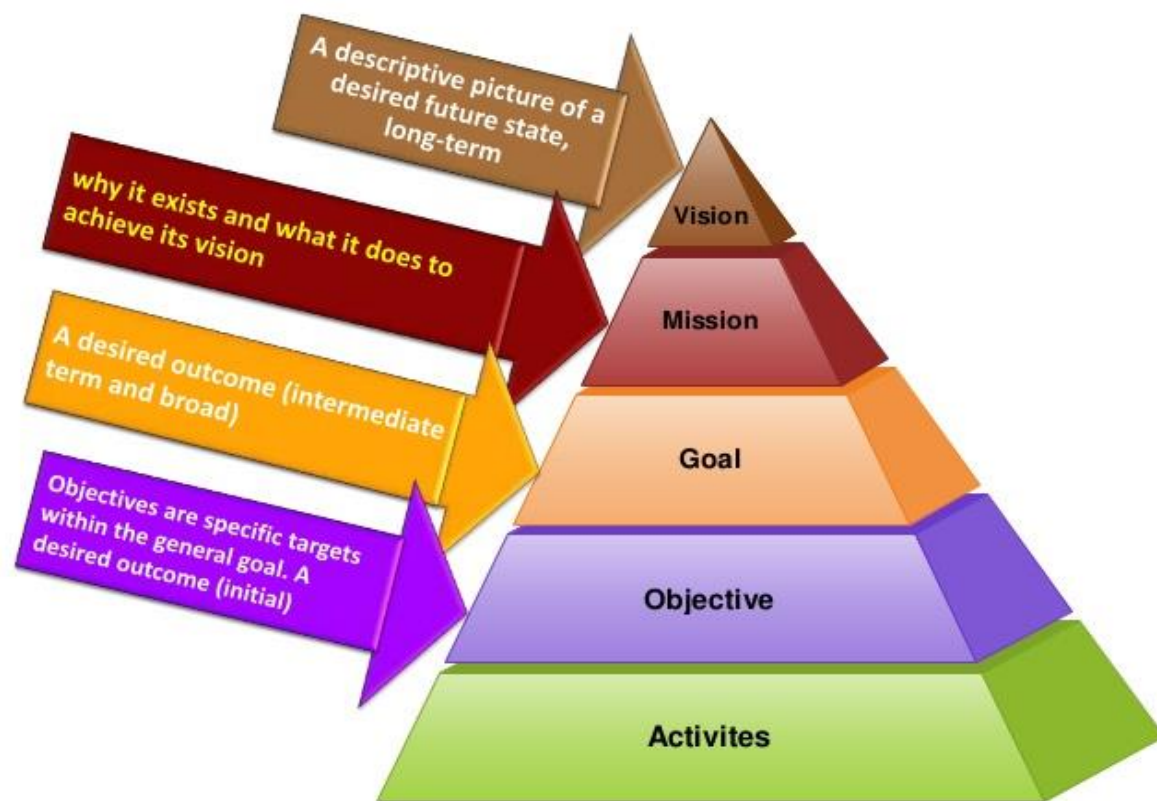 A descriptive picture of a
desired future state,
long-term
Vision
why it exists and what it does to
achieve its vision
Mission
A desired outcome (intermediate
term and broad)
Goal
Objectives are specific targets
within the general goal. A
desired outcome (initial)
Objective
Activites